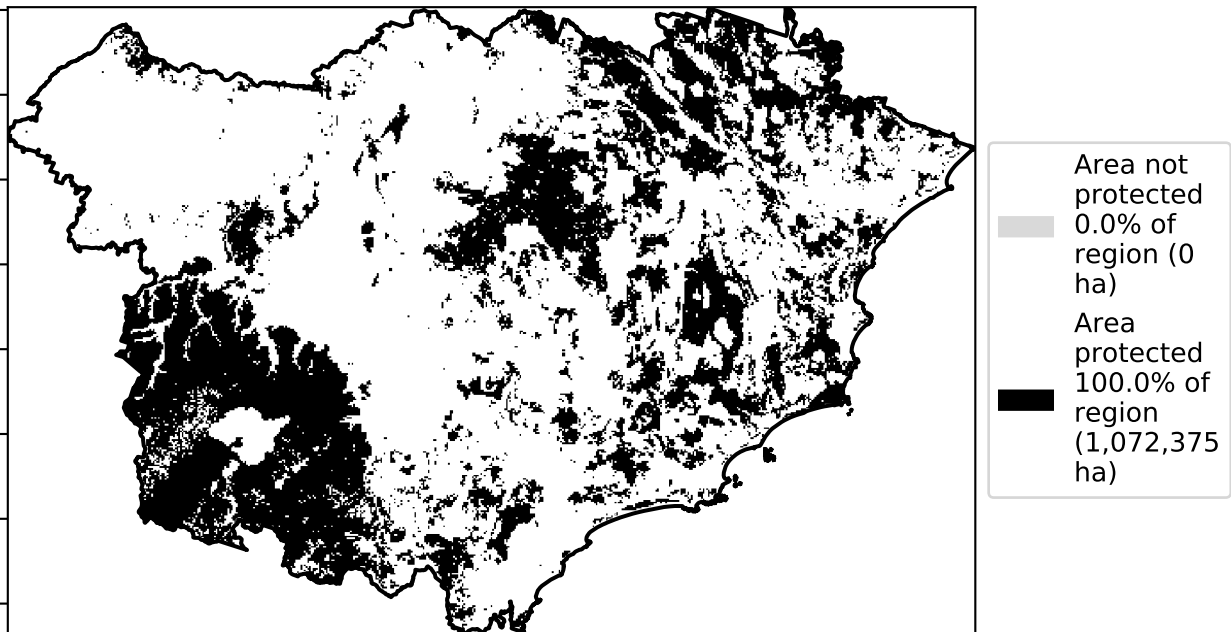 Area not
protected
0.0% of
region (0
ha)
Area
protected
100.0% of
region
(1,072,375
ha)